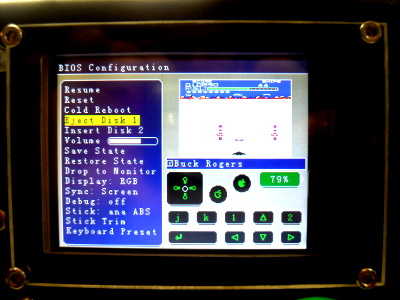 BIOS Configuration
Resume
Reset
Cold Reboot
Eject Disk 1
Insert Disk 2
Volume
Save State
Restore State
Drop to Monitor
Display: RGB
Sync: Screen
Debug: off
Stick: ana ABS
Stick Trim
Keyboard Preset
Buck Rogers
79%
j k 1 2